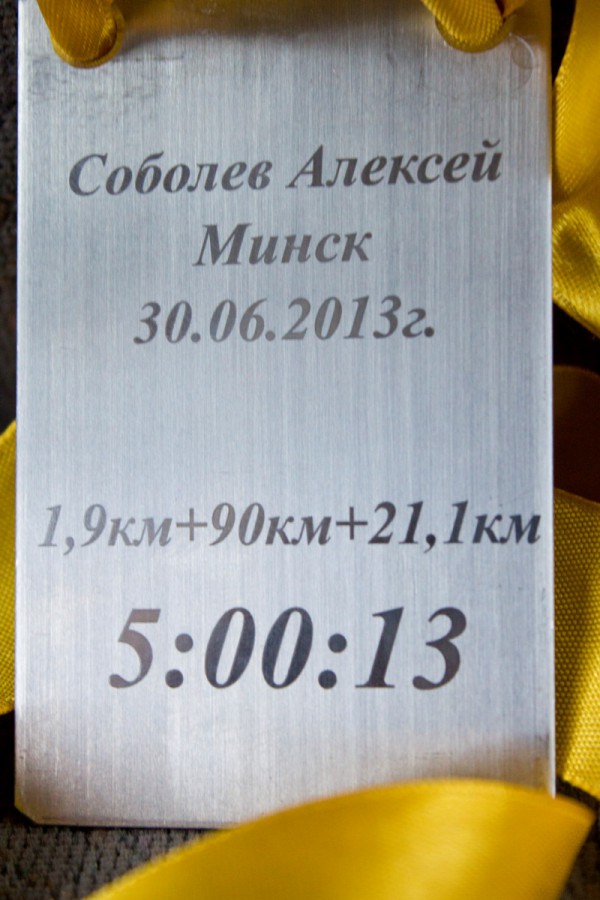 Соболев Алексей
Минск
30.06.2013г.
1,9км+90км+21,1км
5:00:13